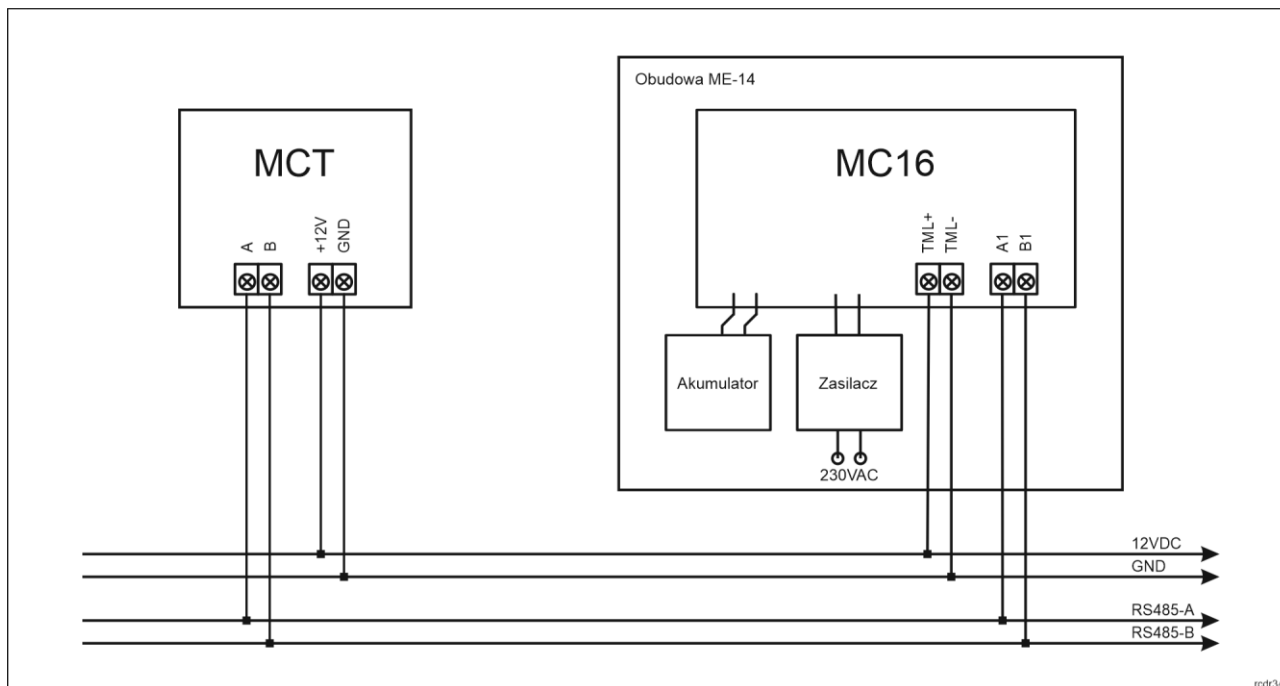 Obudowa ME-14
MCT
MC16
A
B
+12V
GND
TML+
TML-
A1
B1
Akumulator
Zasilacz
230VAC
12VDC
GND
RS485-A
RS485-B